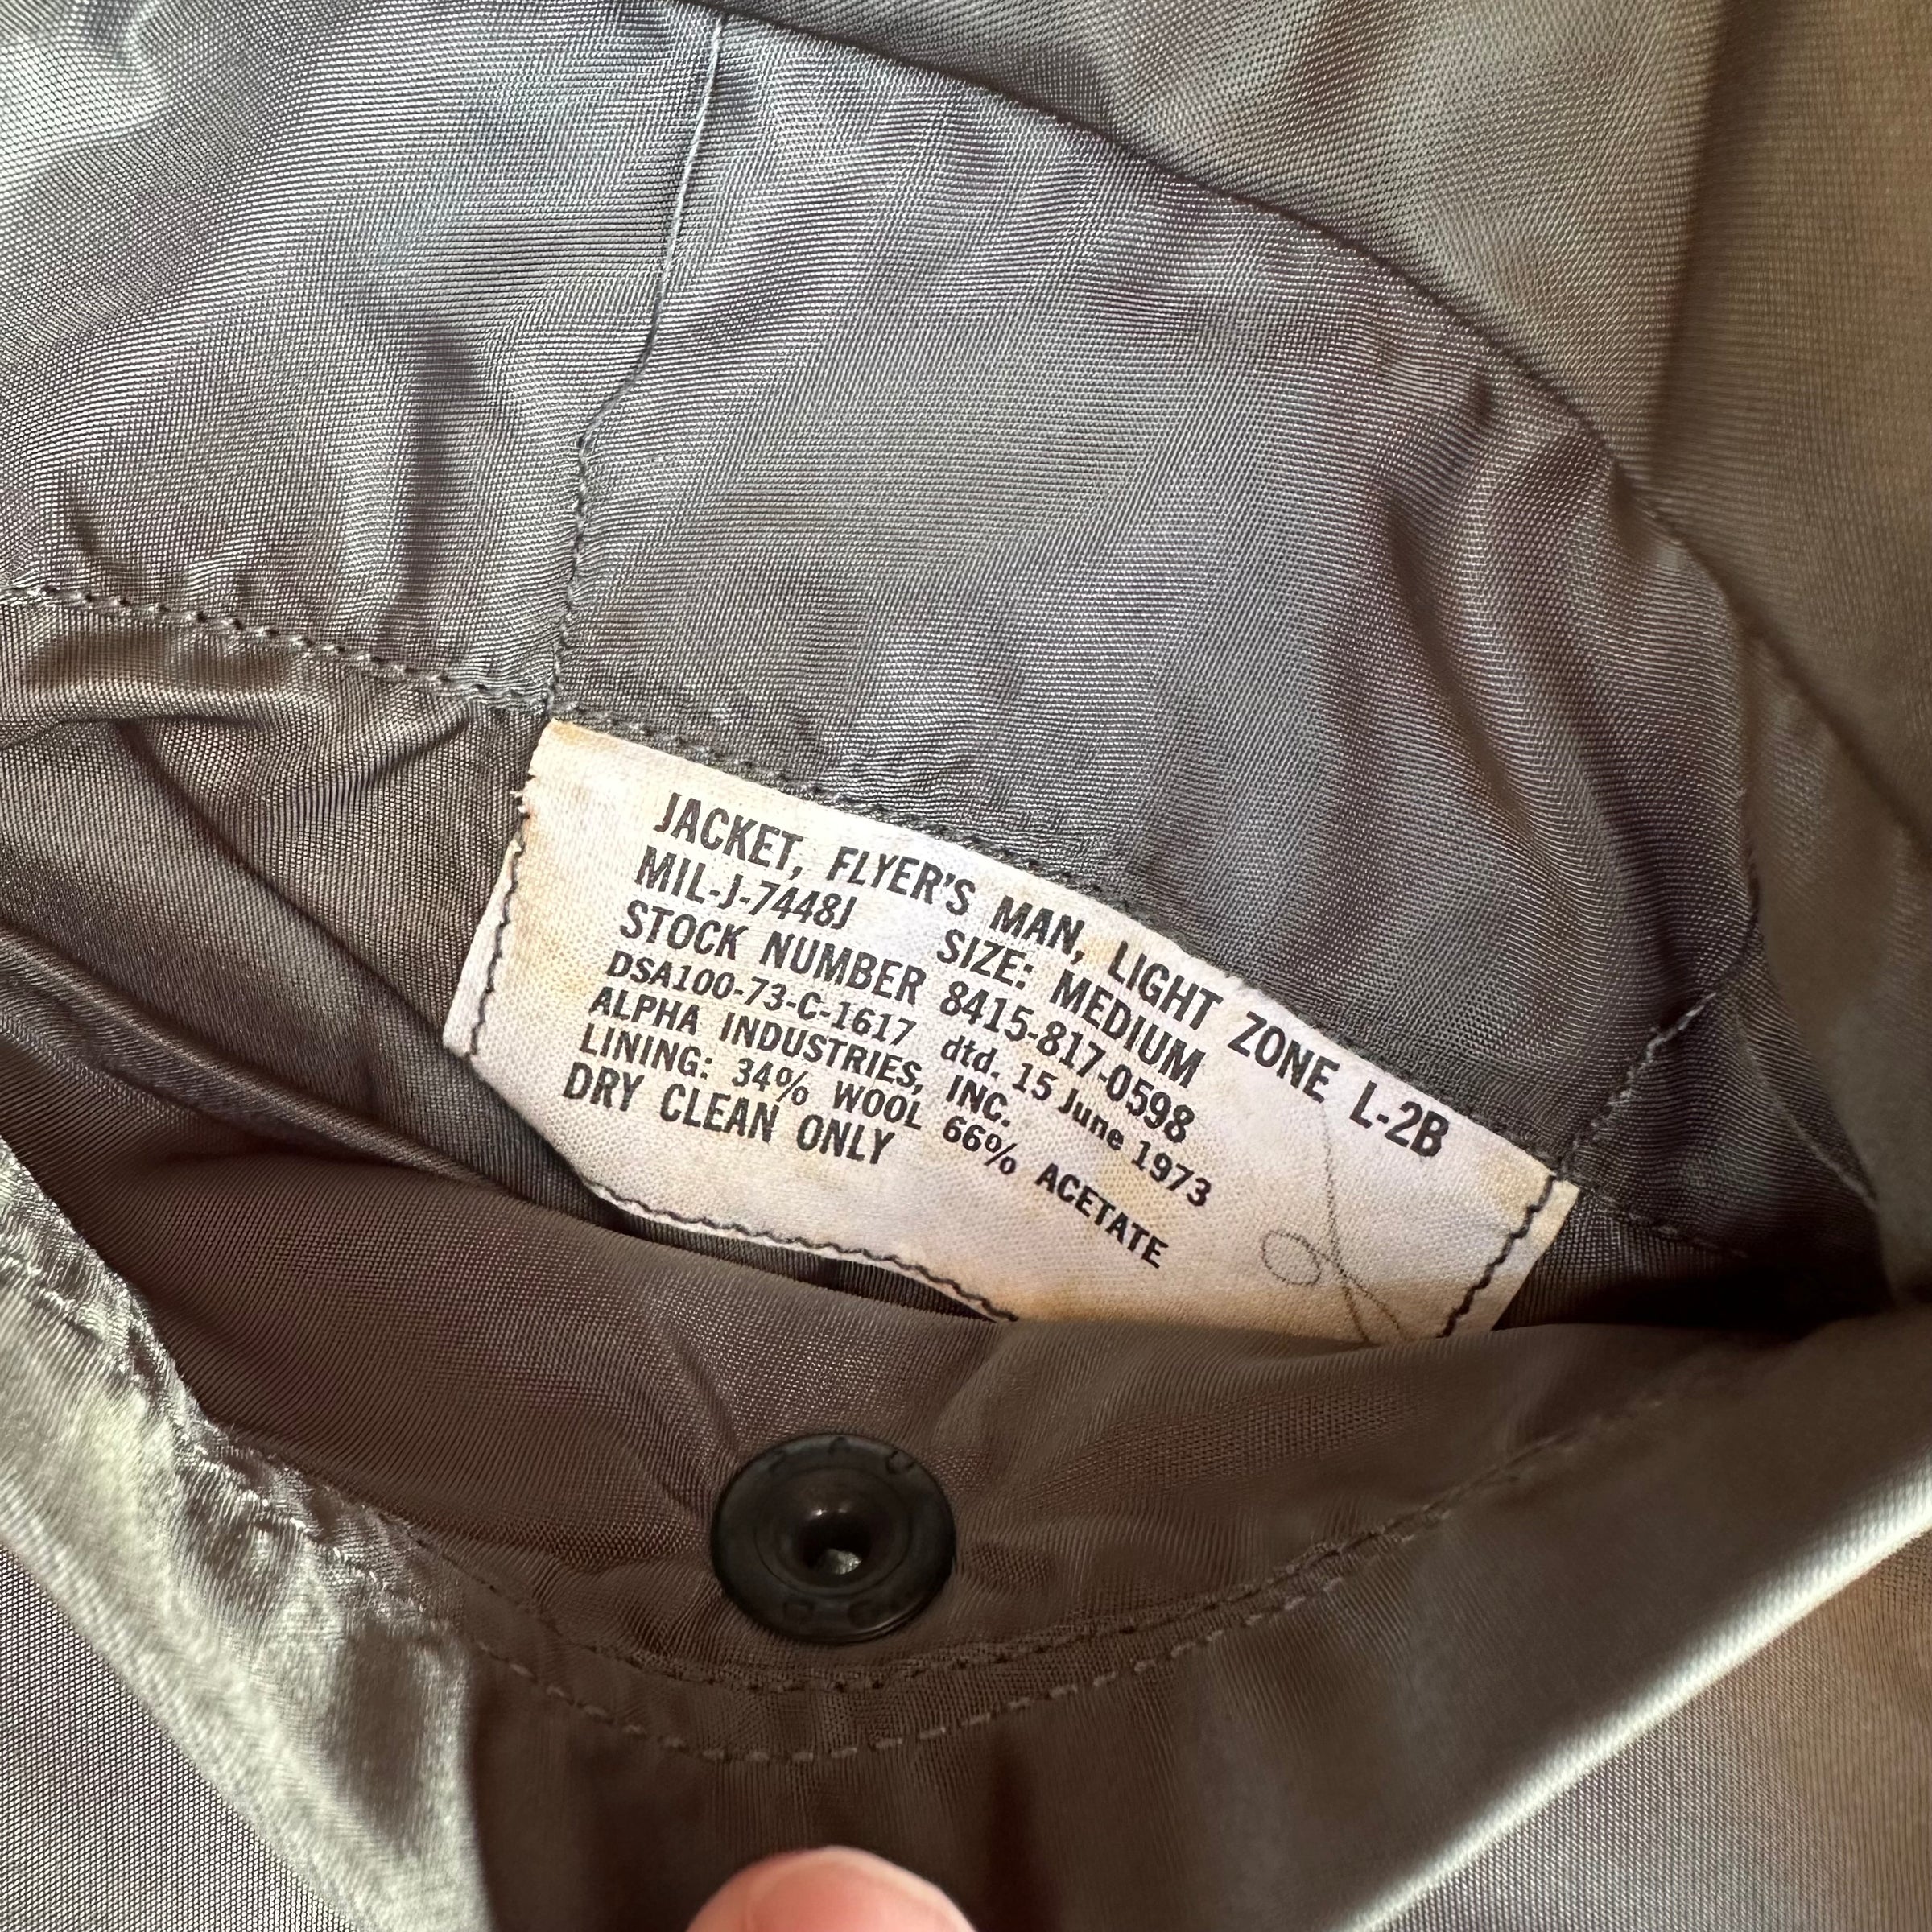 JACKET, FLYER'S MAN, LIGHT ZONE L-2B
MIL-J-7448J SIZE: MEDIUM
STOCK NUMBER 8415-817-0598
DSA100-73-C-1617 dtd. 15 June 1973
ALPHA INDUSTRIES, INC.
LINING: 34% WOOL 66% ACETATE
DRY CLEAN ONLY